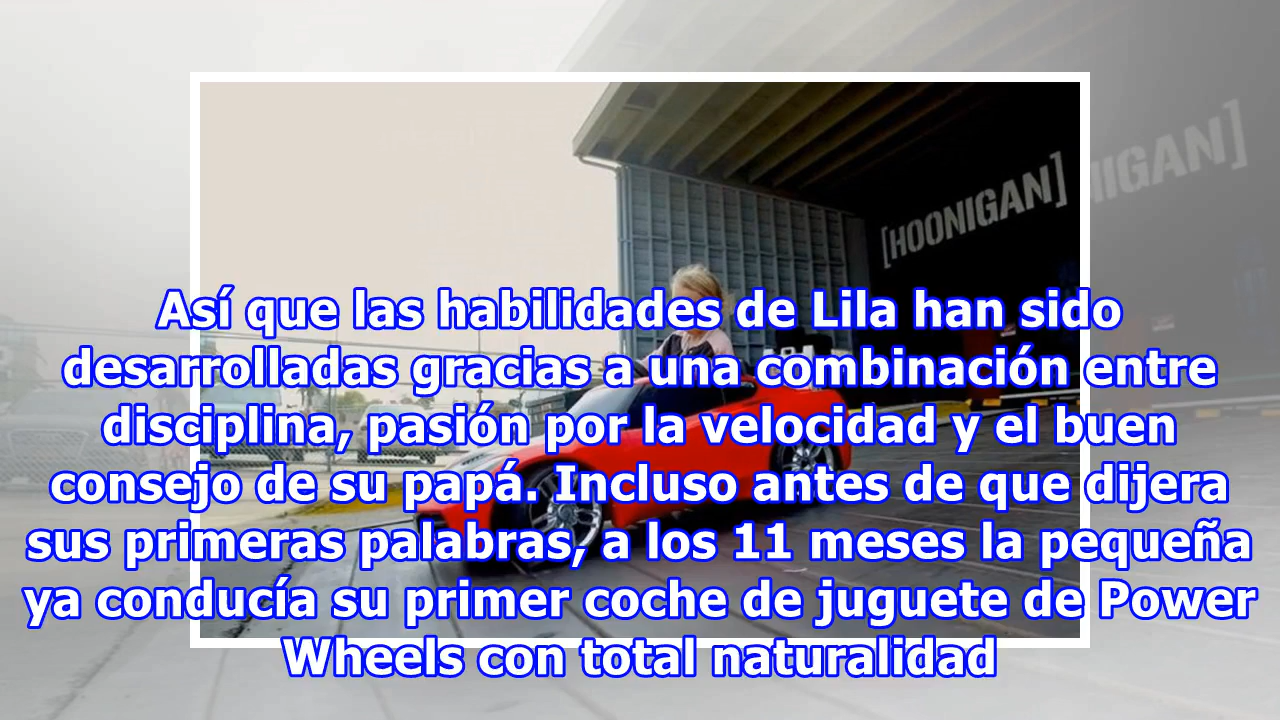 [HOONIGAN]
NIGAN]
Así que las habilidades de Lila han sido
desarrolladas gracias a una combinación entre
disciplina, pasión por la velocidad y el buen
consejo de su papá. Incluso antes de que dijera
sus primeras palabras, a los 11 meses la pequeña
ya conducía su primer coche de juguete de Power
Wheels con total naturalidad